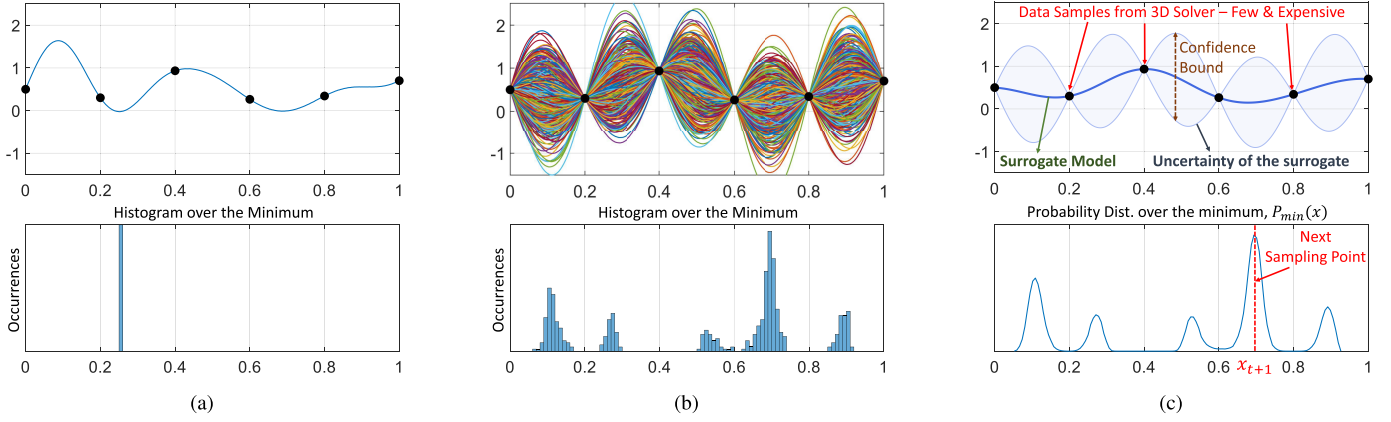 2
1
0
-1
0 0.2 0.4 0.6 0.8 1
Histogram over the Minimum
Occurrences
0 0.2 0.4 0.6 0.8 1
(a)
2
1
0
-1
0 0.2 0.4 0.6 0.8 1
Histogram over the Minimum
Occurrences
0 0.2 0.4 0.6 0.8 1
(b)
Data Samples from 3D Solver – Few & Expensive
2
1
0
-1
Confidence
Bound
Surrogate Model
Uncertainty of the surrogate
0 0.2 0.4 0.6 0.8 1
Probability Dist. over the minimum, P_min(x)
Next
Sampling Point
0 0.2 0.4 0.6 0.8 1
x_{t+1}
(c)